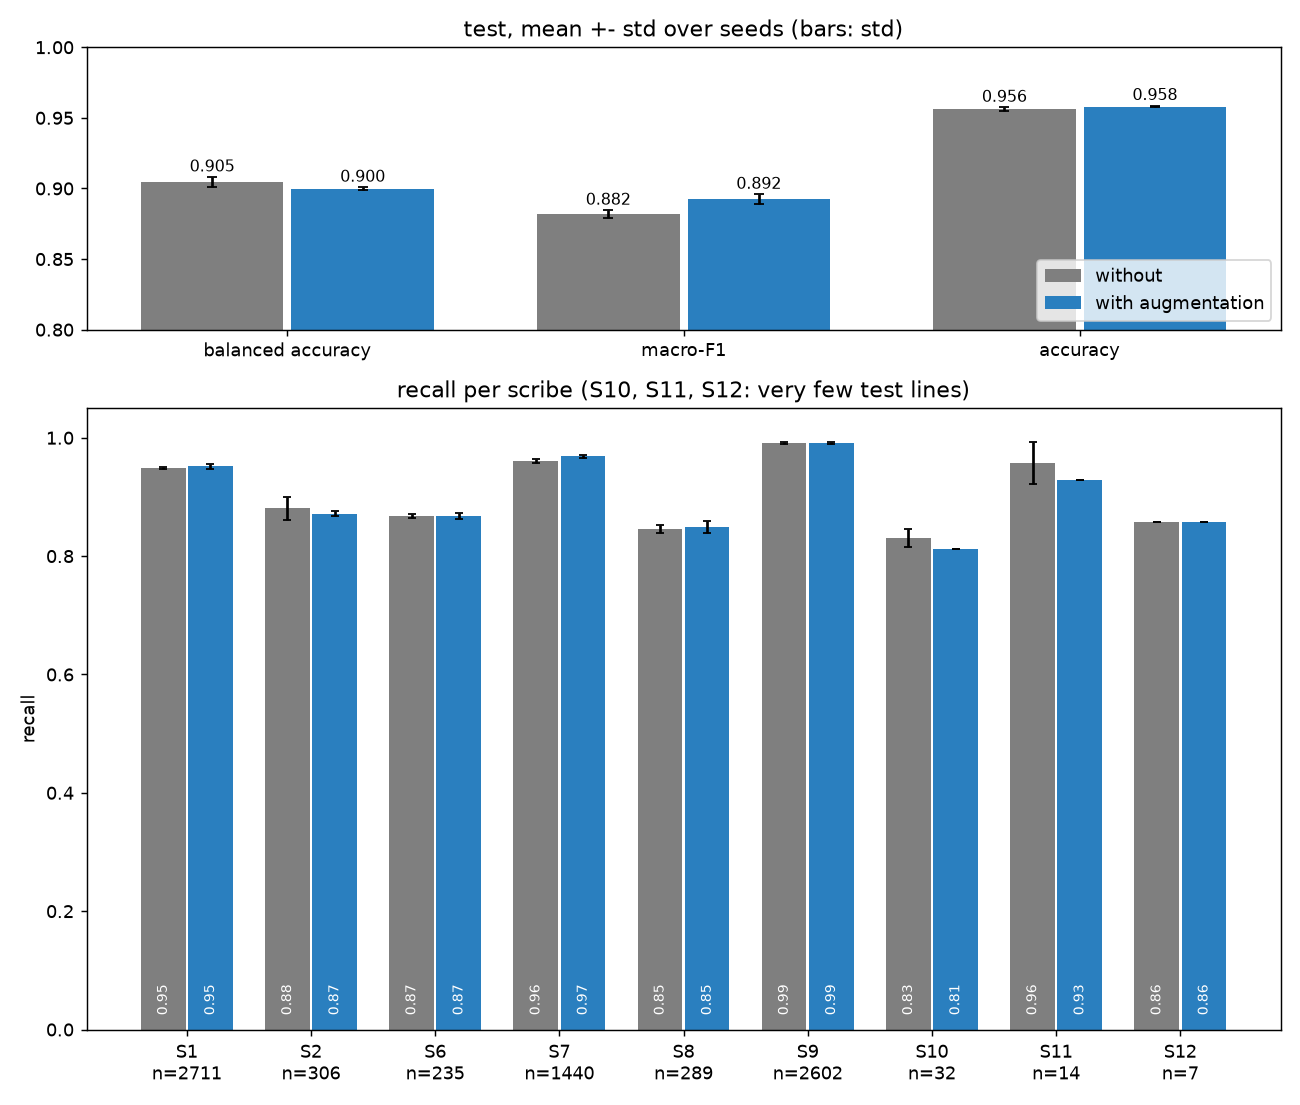 test, mean +- std over seeds (bars: std)
1.00
0.95
0.90
0.85
0.80
0.905
0.900
0.882
0.892
0.956
0.958
without
with augmentation
balanced accuracy
macro-F1
accuracy
recall per scribe (S10, S11, S12: very few test lines)
recall
1.0
0.8
0.6
0.4
0.2
0.0
0.95
0.95
0.88
0.87
0.87
0.87
0.96
0.97
0.85
0.85
0.99
0.99
0.83
0.81
0.96
0.93
0.86
0.86
S1
n=2711
S2
n=306
S6
n=235
S7
n=1440
S8
n=289
S9
n=2602
S10
n=32
S11
n=14
S12
n=7